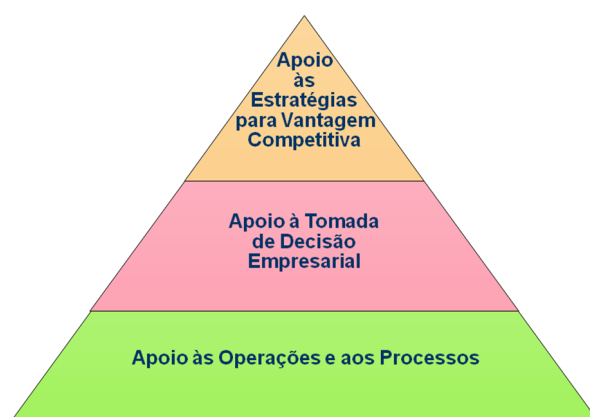 Apoio
às
Estratégias
para Vantagem
Competitiva
Apoio à Tomada
de Decisão
Empresarial
Apoio às Operações e aos Processos